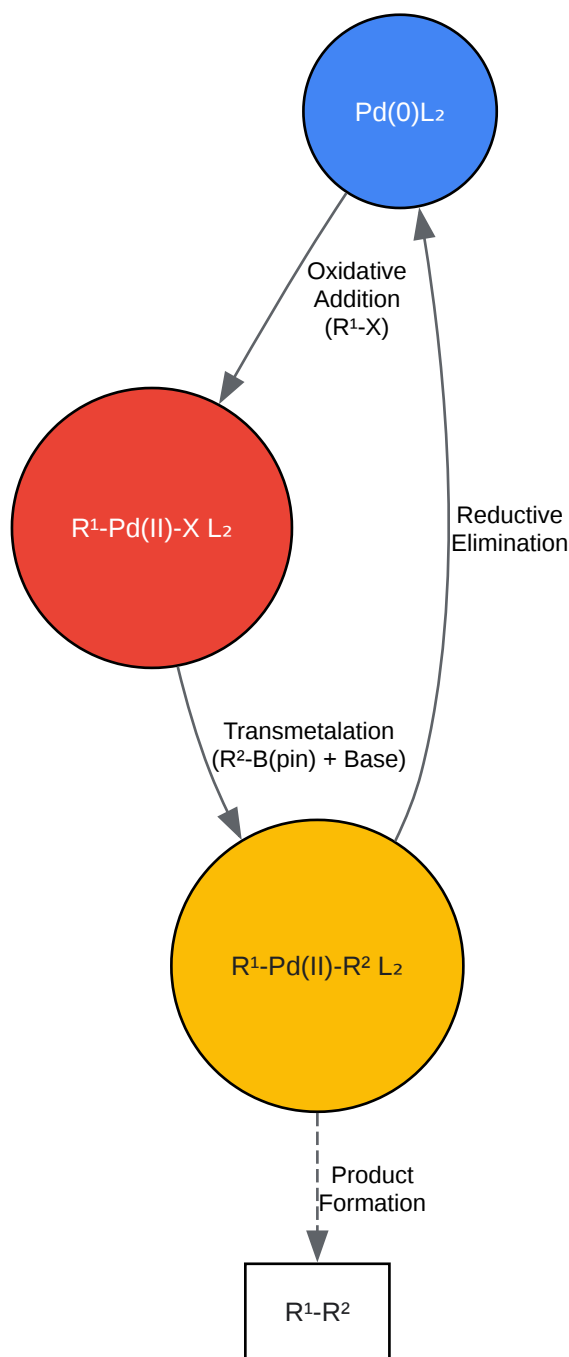 Pd(0)L₂
Oxidative
Addition
(R¹-X)
R¹-Pd(II)-X L₂
Reductive
Elimination
Transmetalation
(R²-B(pin) + Base)
R¹-Pd(II)-R² L₂
Product
Formation
R¹-R²